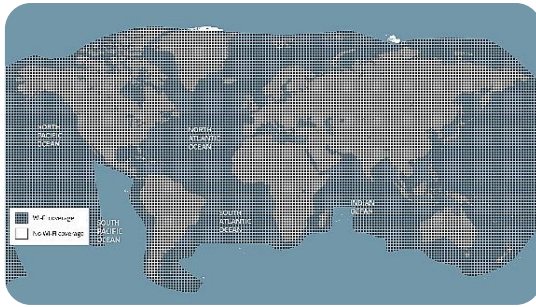 NORTH
PACIFIC
OCEAN
NORTH
ATLANTIC
OCEAN
INDIAN
OCEAN
SOUTH
ATLANTIC
OCEAN
SOUTH
PACIFIC
OCEAN
Wi-Fi coverage
No Wi-Fi coverage